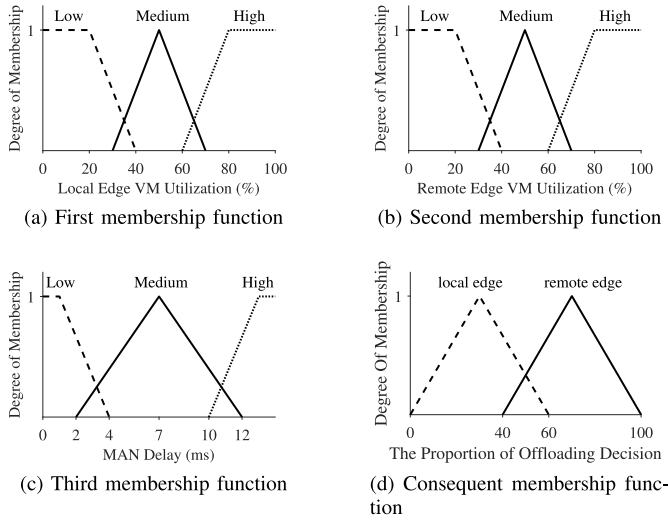 Low Medium High
1
Degree of Membership
0 20 40 60 80 100
Local Edge VM Utilization (%)
(a) First membership function
Low Medium High
1
Degree of Membership
0 20 40 60 80 100
Remote Edge VM Utilization (%)
(b) Second membership function
Low Medium High
1
Degree of Membership
0 2 4 7 10 12
MAN Delay (ms)
(c) Third membership function
local edge remote edge
1
Degree Of Membership
0 40 60 100
The Proportion of Offloading Decision
(d) Consequent membership func-
tion